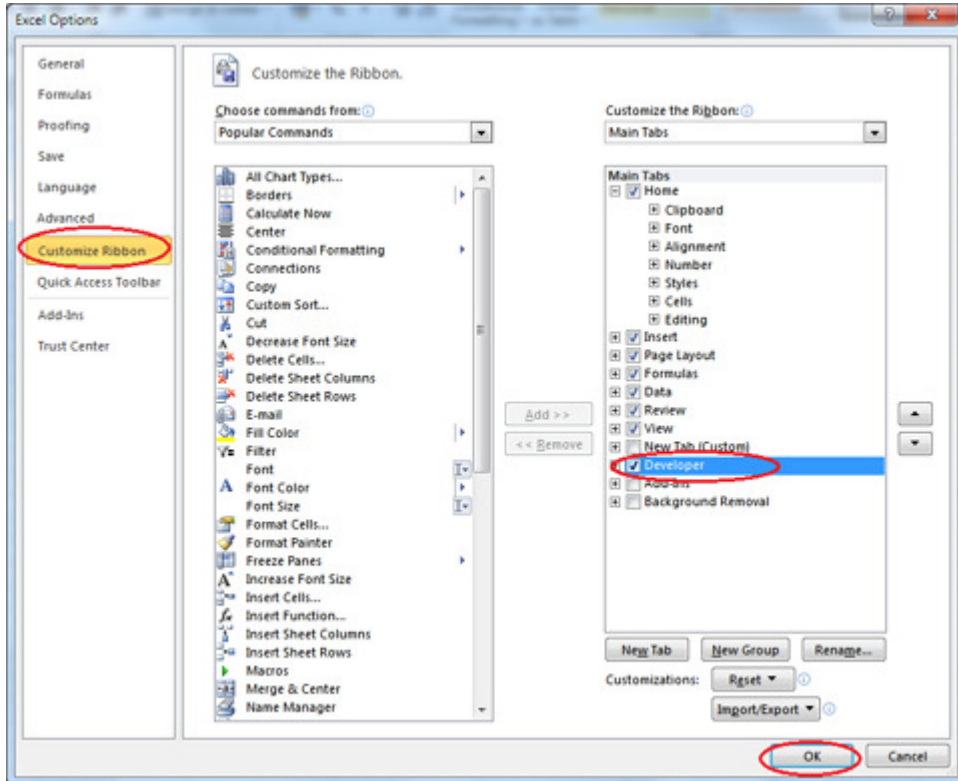 Excel Options
General
Formulas
Proofing
Save
Language
Advanced
Customize Ribbon
Quick Access Toolbar
Add-Ins
Trust Center
Customize the Ribbon.
Choose commands from:
Popular Commands
All Chart Types...
Borders
Calculate Now
Center
Conditional Formatting
Connections
Copy
Custom Sort...
Cut
Decrease Font Size
Delete Cells...
Delete Sheet Columns
Delete Sheet Rows
E-mail
Fill Color
Filter
Font
Font Color
Font Size
Format Cells...
Format Painter
Freeze Panes
Increase Font Size
Insert Cells...
Insert Function...
Insert Sheet Columns
Insert Sheet Rows
Macros
Merge & Center
Name Manager
Add >>
<< Remove
Customize the Ribbon:
Main Tabs
Main Tabs
Home
Clipboard
Font
Alignment
Number
Styles
Cells
Editing
Insert
Page Layout
Formulas
Data
Review
View
New Tab (Custom)
Developer
Add-Ins
Background Removal
New Tab
New Group
Rename...
Customizations:
Reset
Import/Export
OK
Cancel